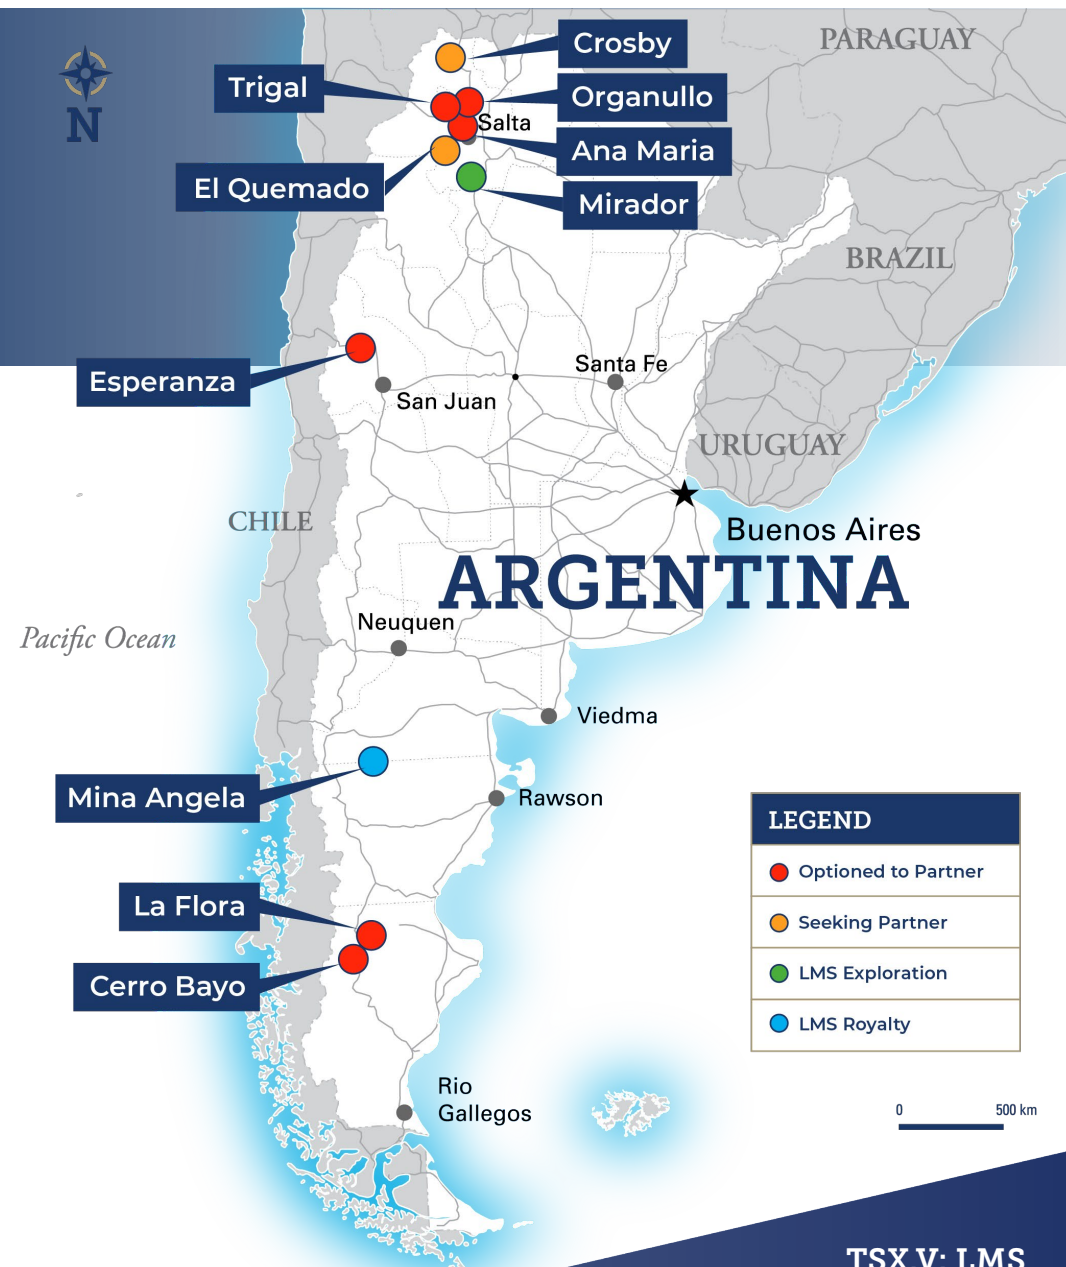 Crosby
PARAGUAY
Trigal
Organullo
N
Salta
Ana Maria
El Quemado
Mirador
BRAZIL
Esperanza
Santa Fe
San Juan
URUGUAY
CHILE
Buenos Aires
ARGENTINA
Neuquen
Pacific Ocean
Viedma
Mina Angela
Rawson
LEGEND
Optioned to Partner
Seeking Partner
LMS Exploration
LMS Royalty
La Flora
Cerro Bayo
Rio
Gallegos
0 500 km
TSX V: LMS